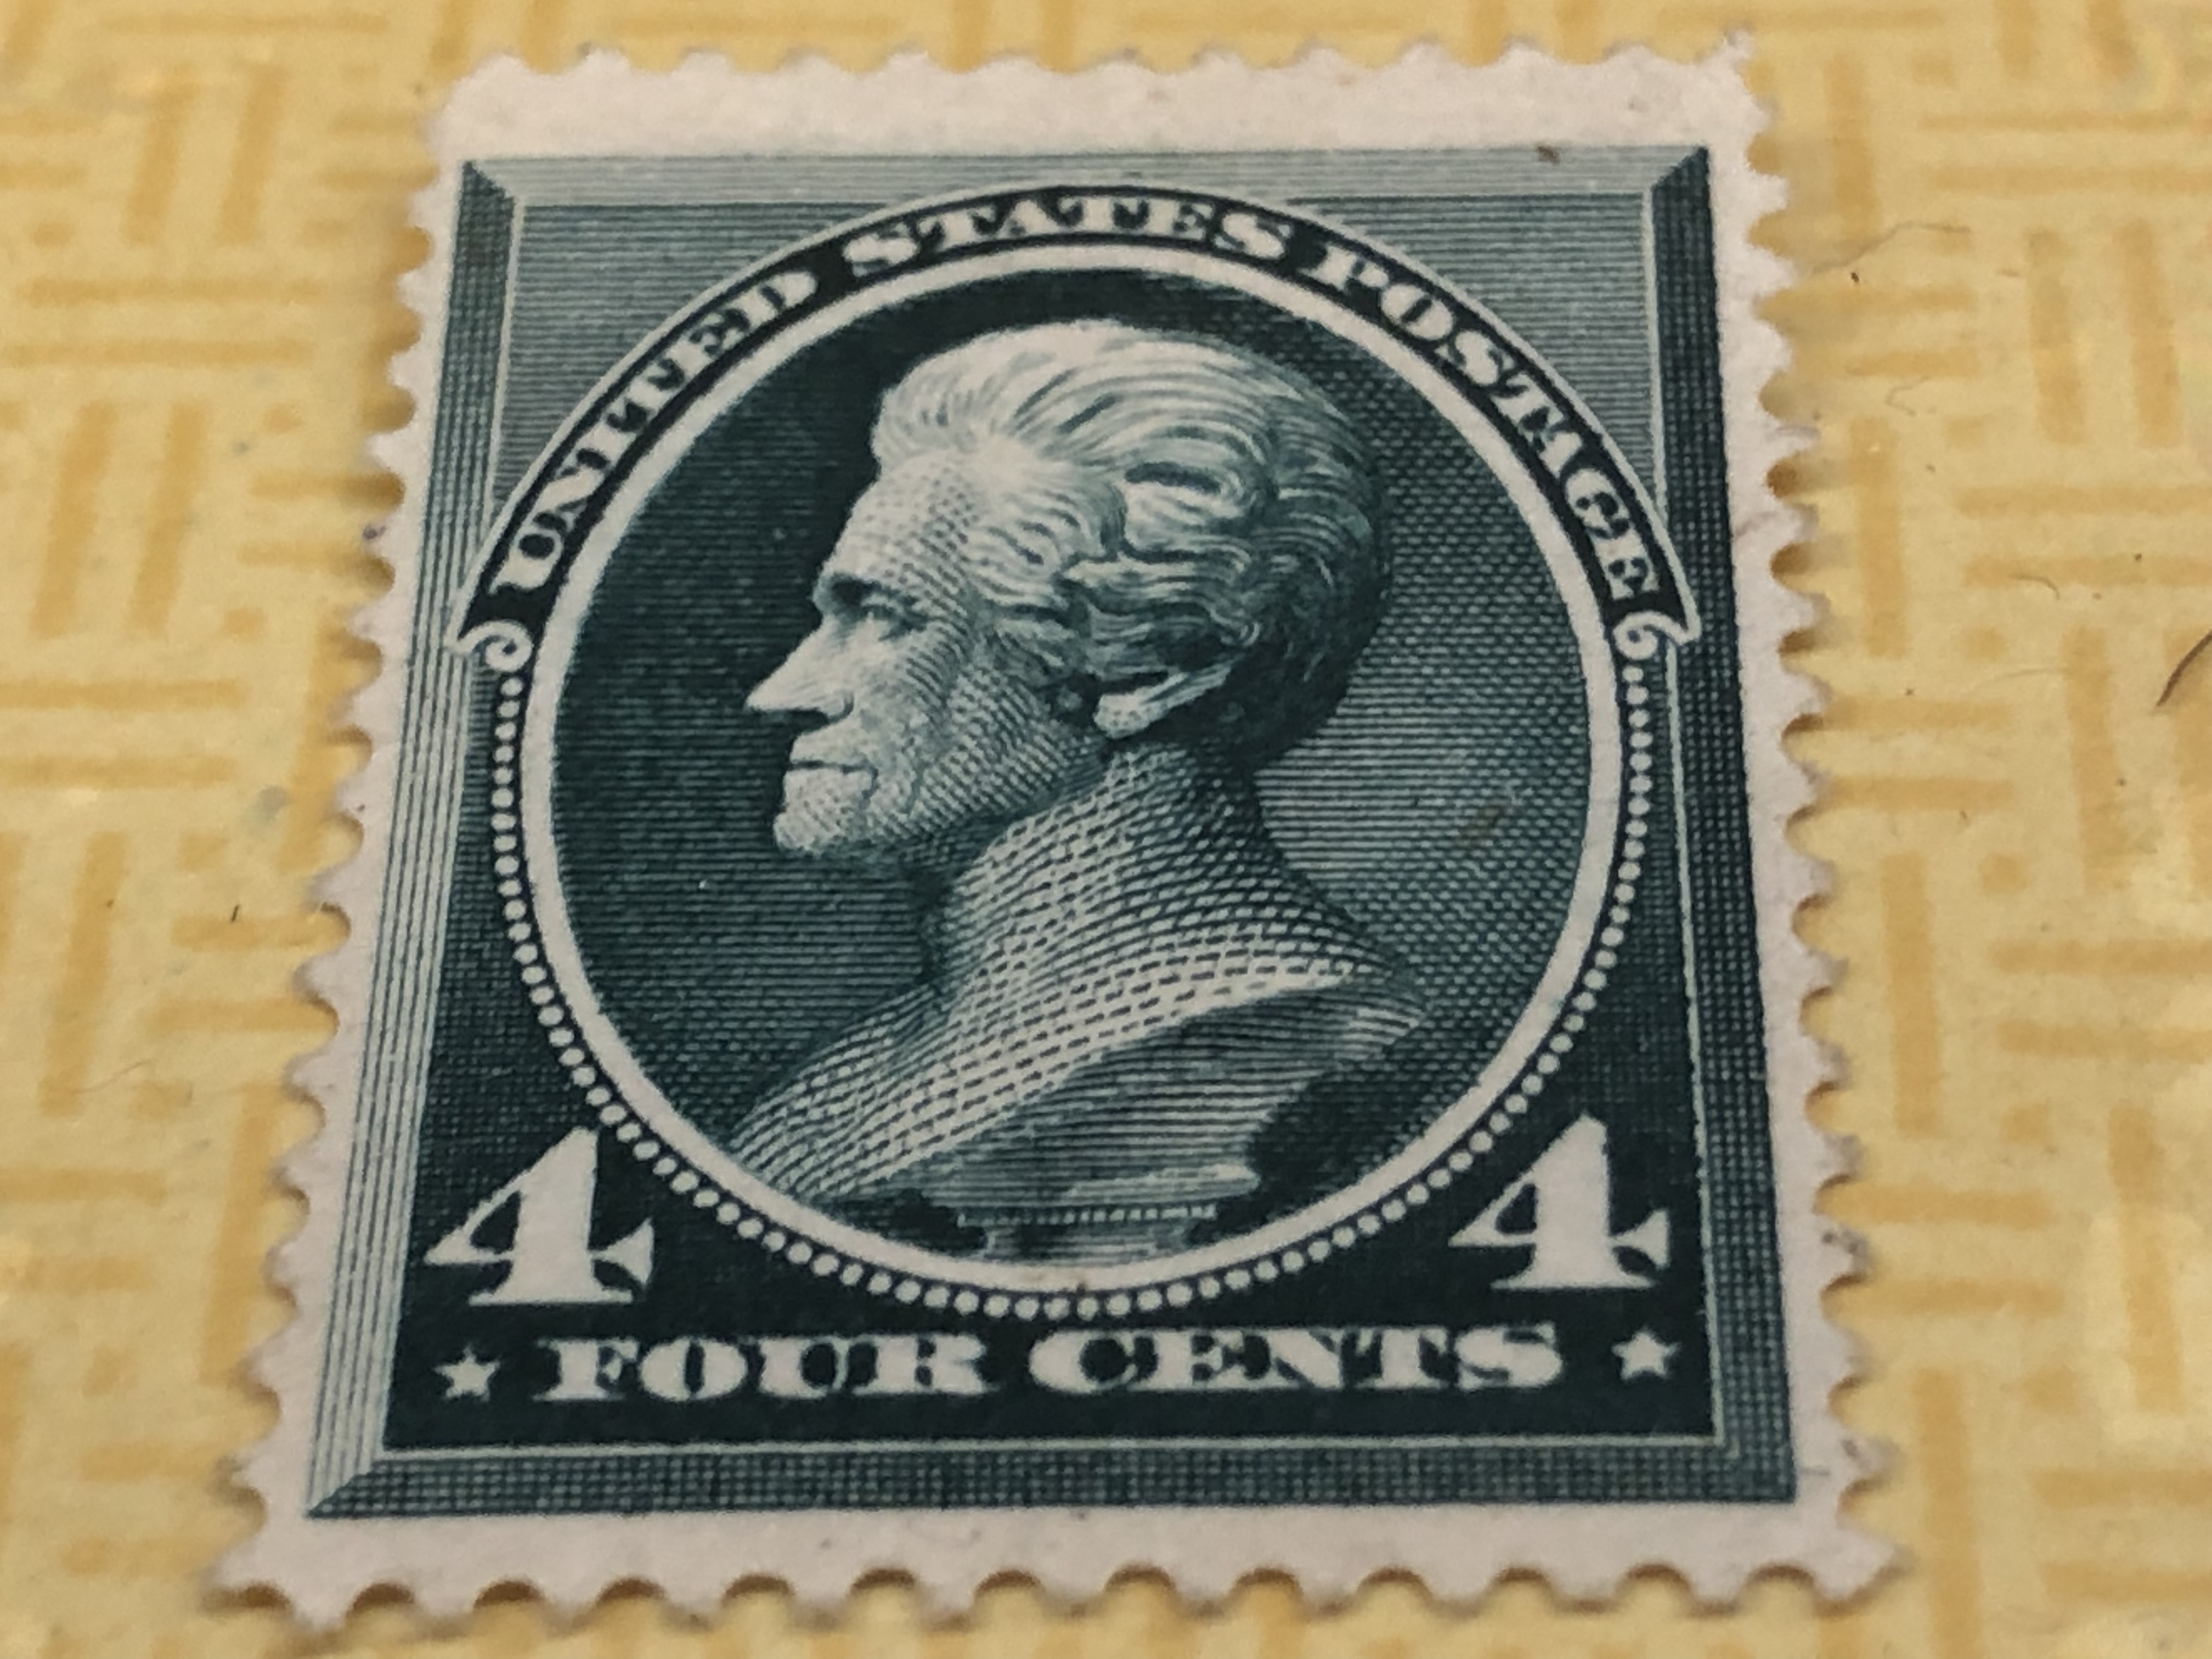 UNITED STATES POSTAGE
4 4
★ FOUR CENTS ★